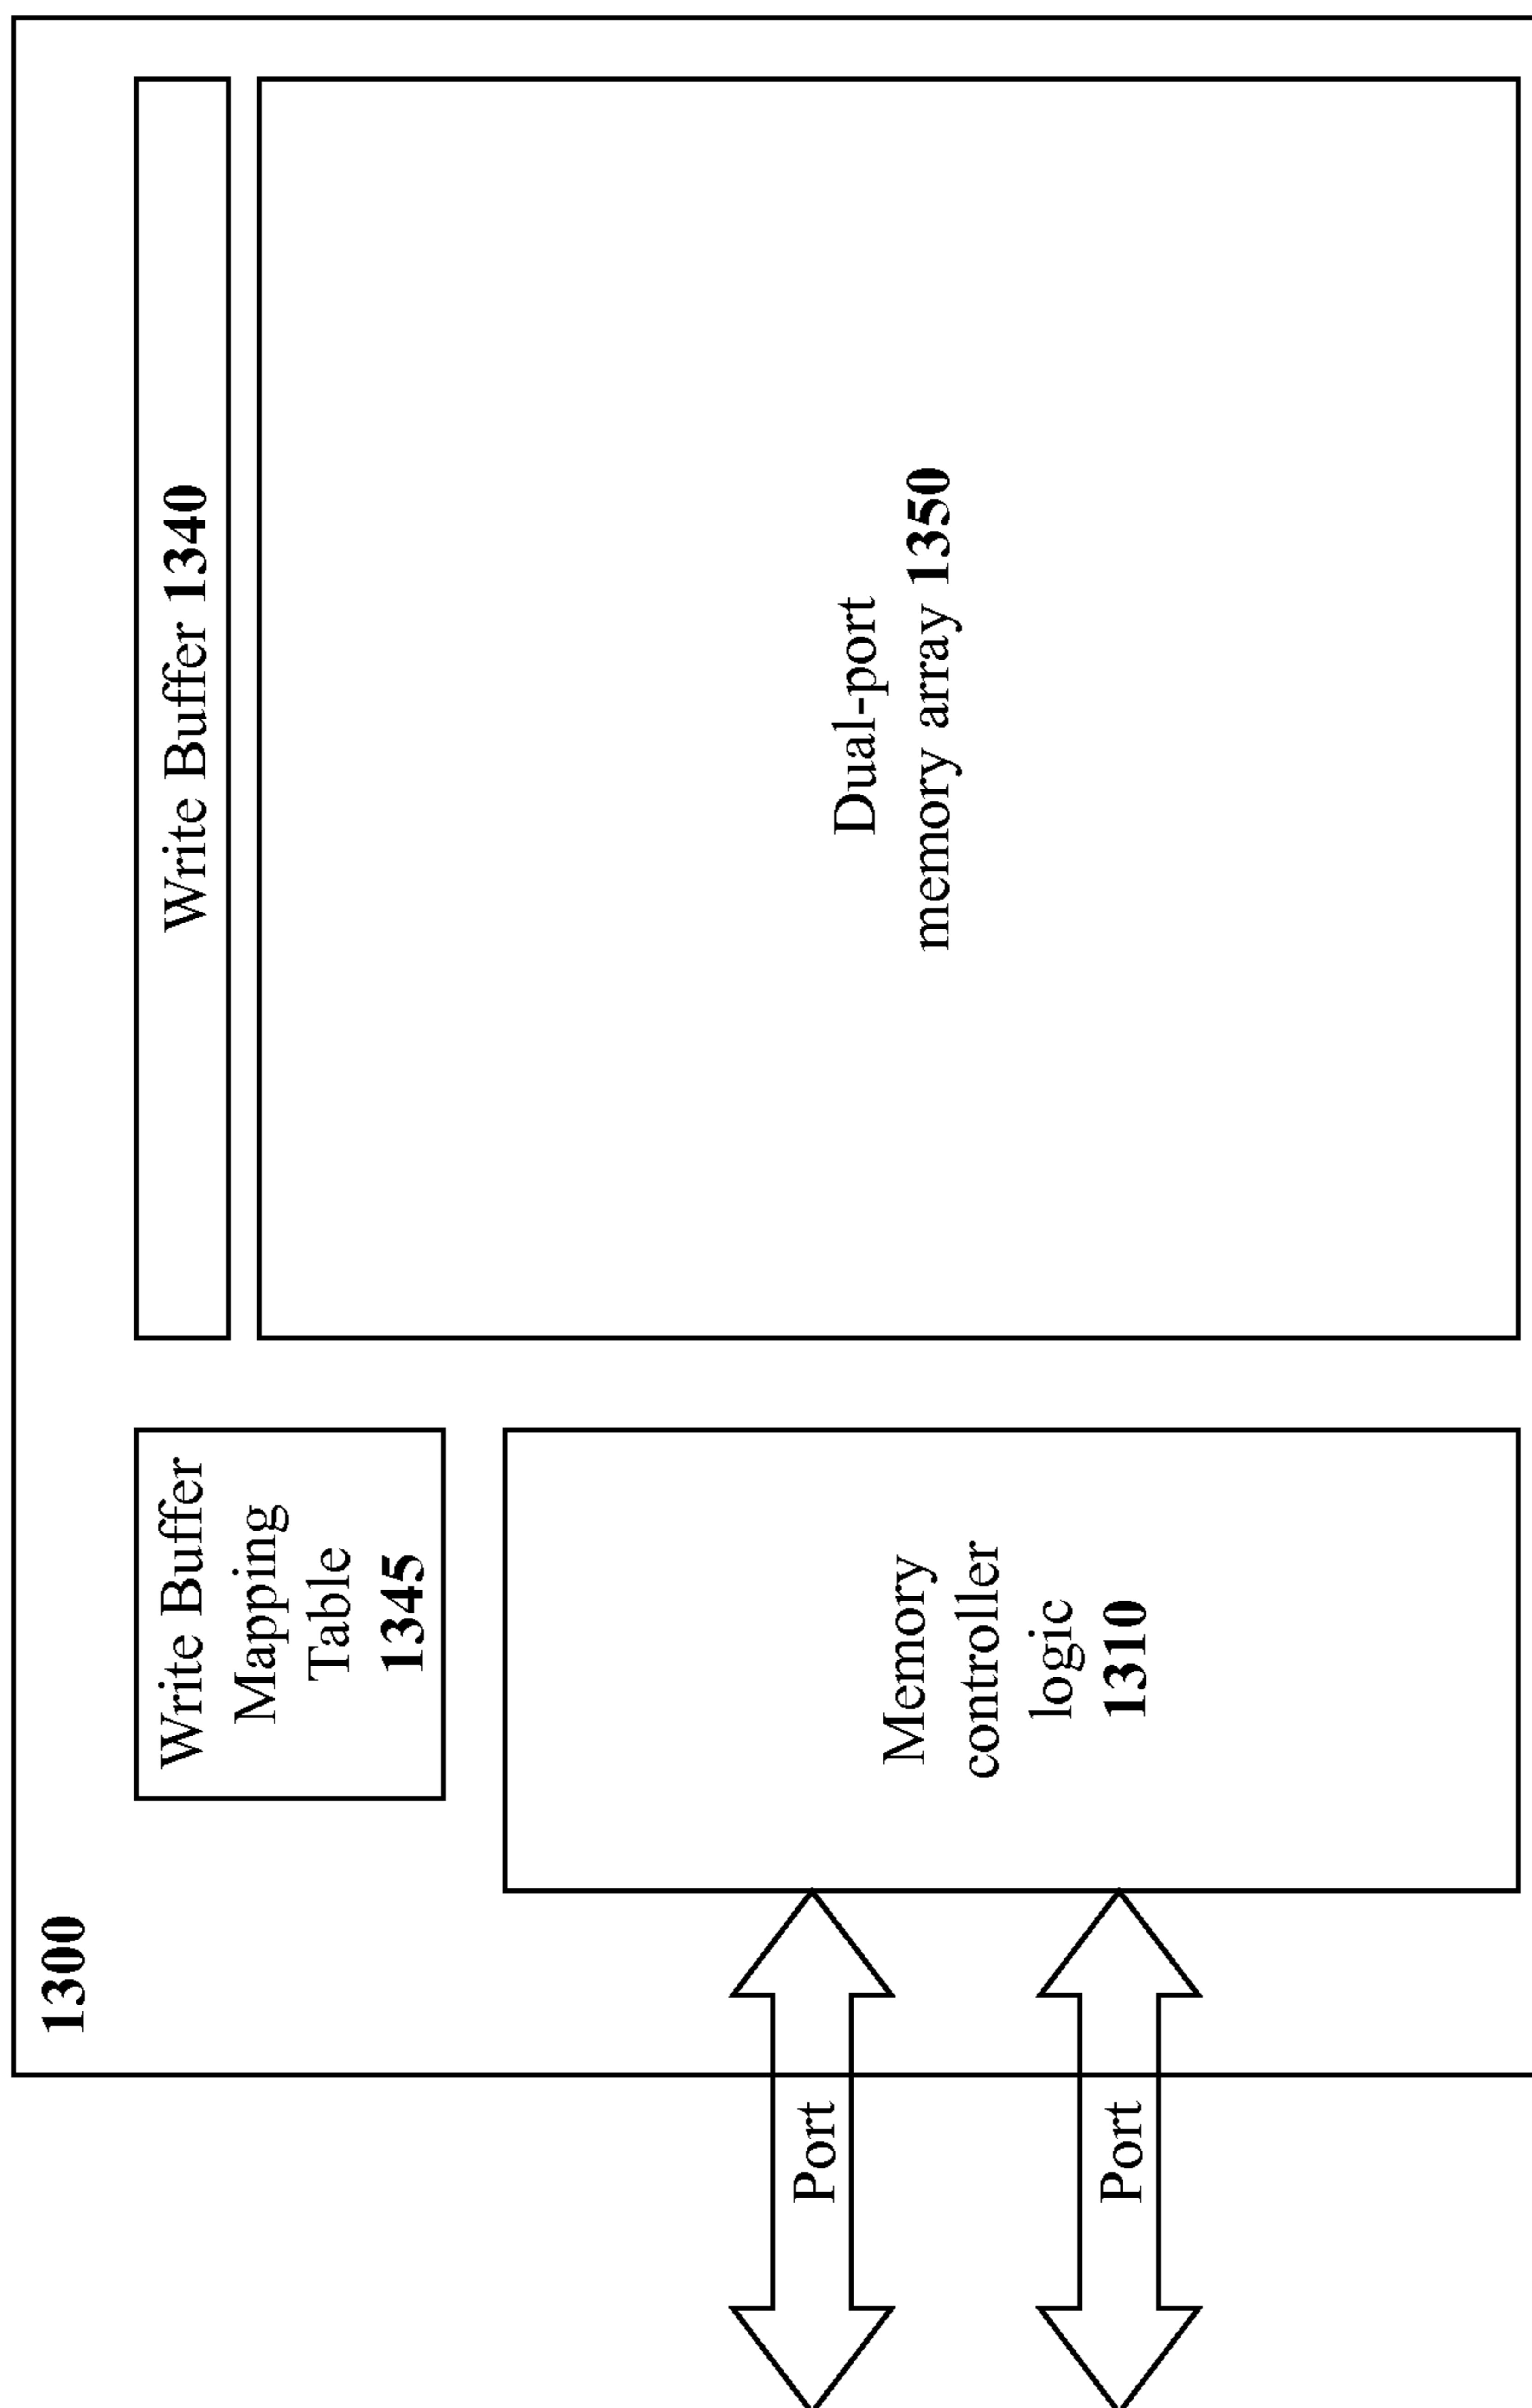 1300
Write Buffer
Mapping
Table
1345
Write Buffer 1340
Memory
controller
logic
1310
Dual-port
memory array 1350
Port
Port